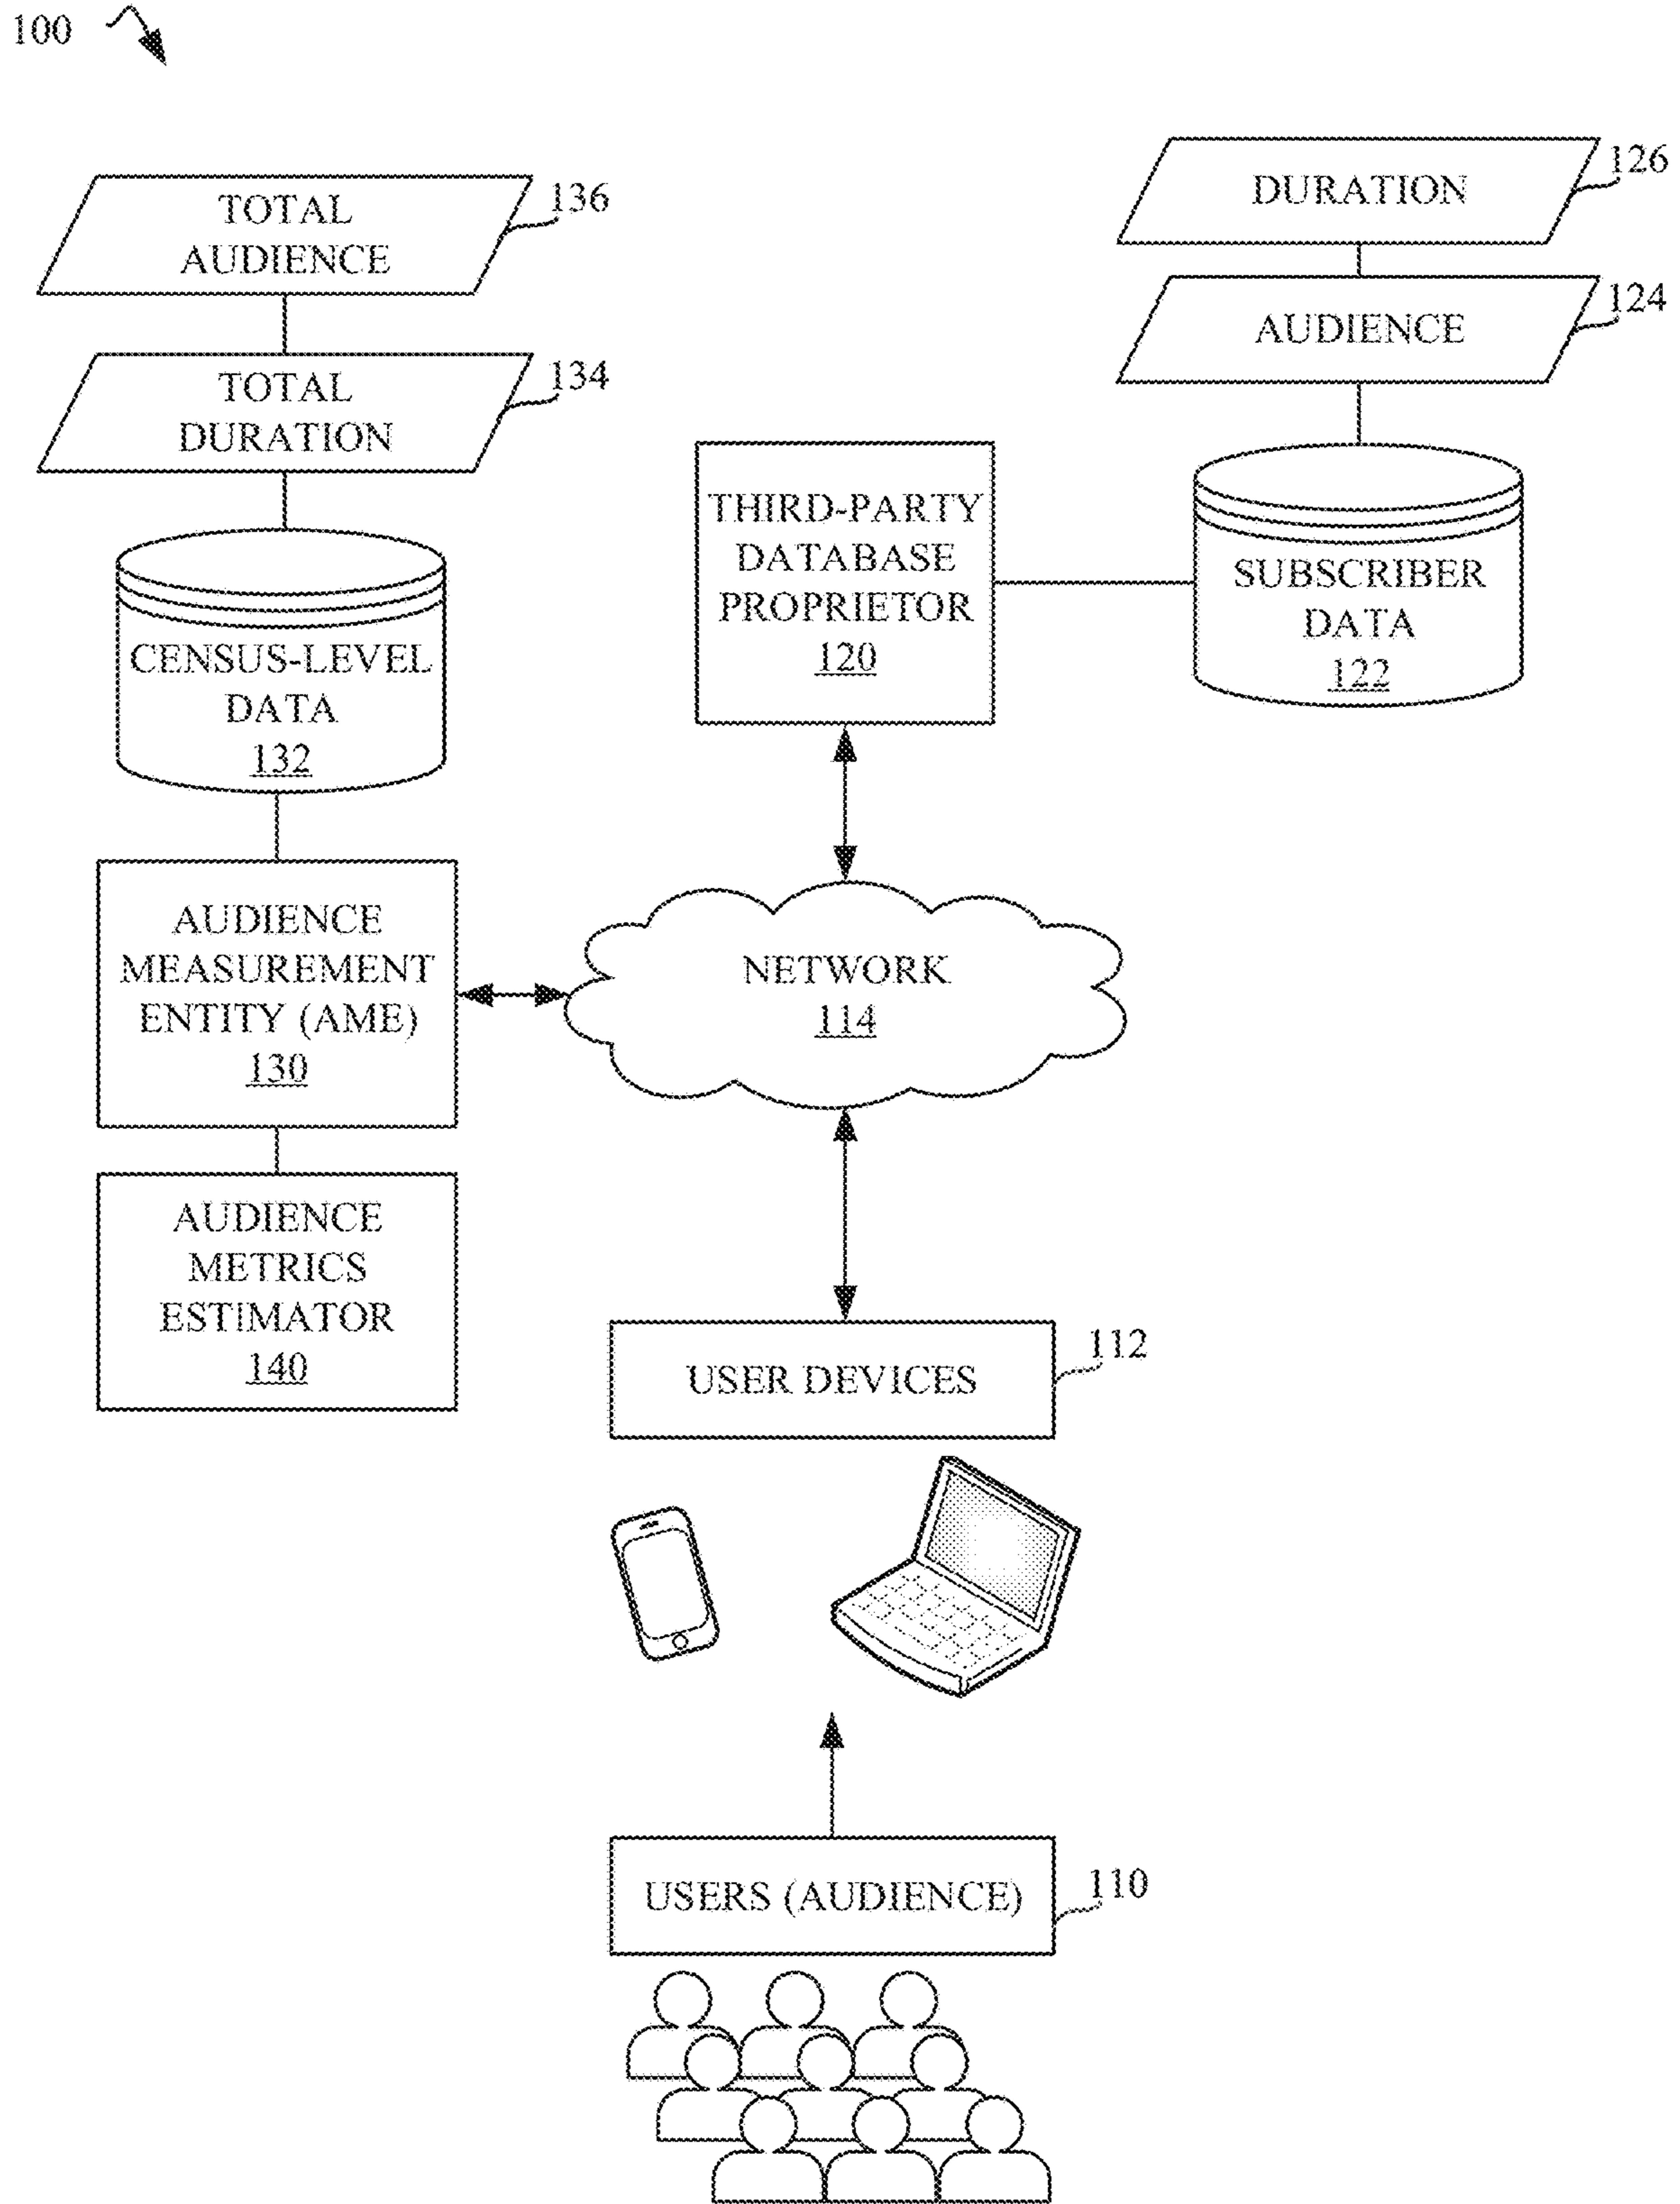 100
TOTAL
AUDIENCE
136
TOTAL
DURATION
134
CENSUS-LEVEL
DATA
132
AUDIENCE
MEASUREMENT
ENTITY (AME)
130
AUDIENCE
METRICS
ESTIMATOR
140
DURATION
126
AUDIENCE
124
THIRD-PARTY
DATABASE
PROPRIETOR
120
SUBSCRIBER
DATA
122
NETWORK
114
USER DEVICES
112
USERS (AUDIENCE)
110